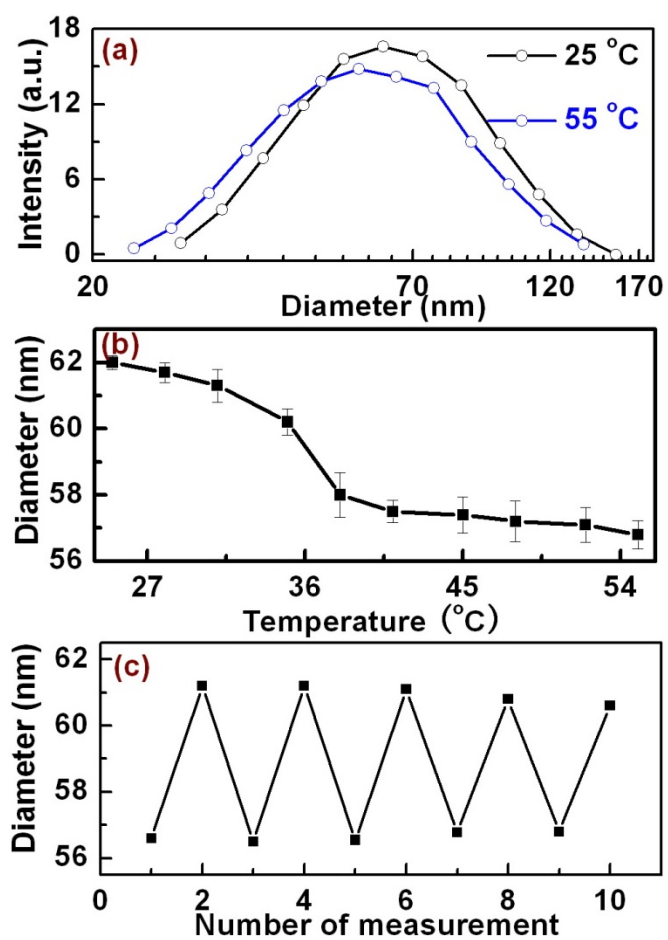 (a)
25 °C
55 °C
Intensity (a.u.)
18
12
6
0
20
70
120
170
Diameter (nm)
(b)
Diameter (nm)
62
60
58
56
27
36
45
54
Temperature (°C)
(c)
Diameter (nm)
62
60
58
56
0
2
4
6
8
10
Number of measurement